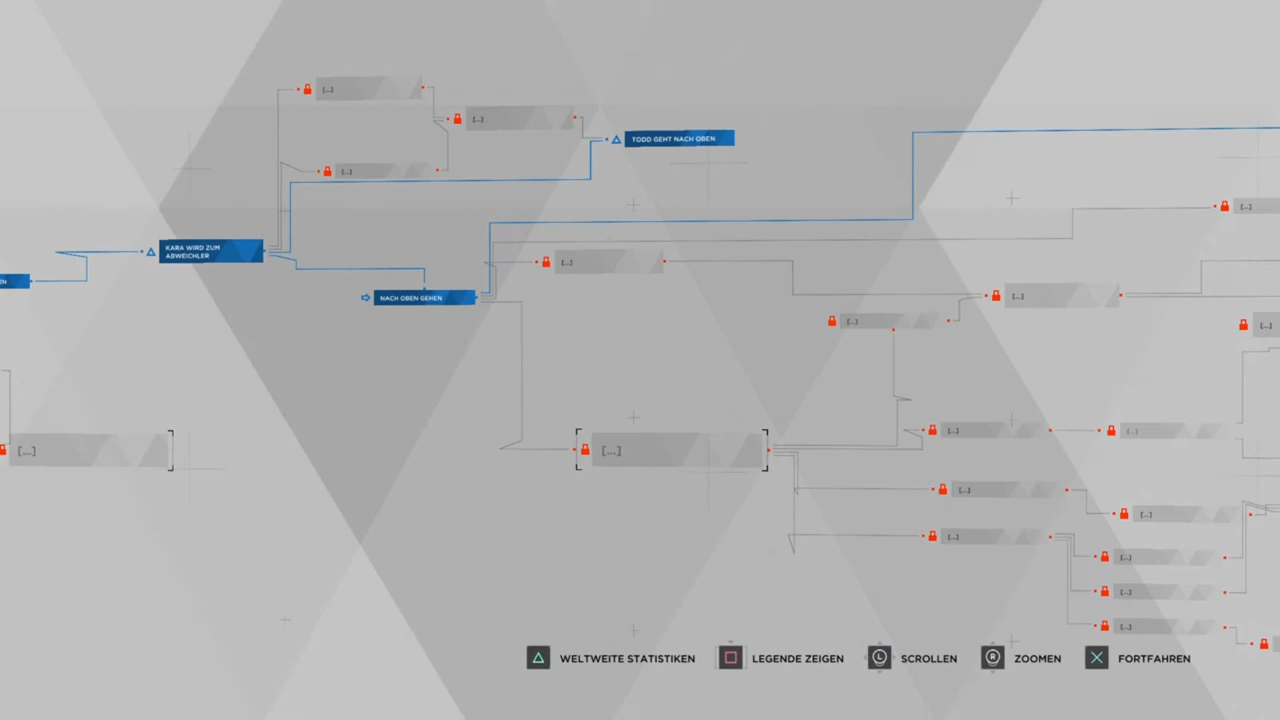 [...]
[...]
TODD GEHT NACH OBEN
[...]
[...]
KARA WIRD ZUM
ABWEICHLER
[...]
EN
NACH OBEN GEHEN
[...]
[...]
[...]
[...]
[...]
[...]
[...]
[...]
[...]
[...]
[...]
[...]
[...]
WELTWEITE STATISTIKEN
LEGENDE ZEIGEN
L
SCROLLEN
R
ZOOMEN
FORTFAHREN